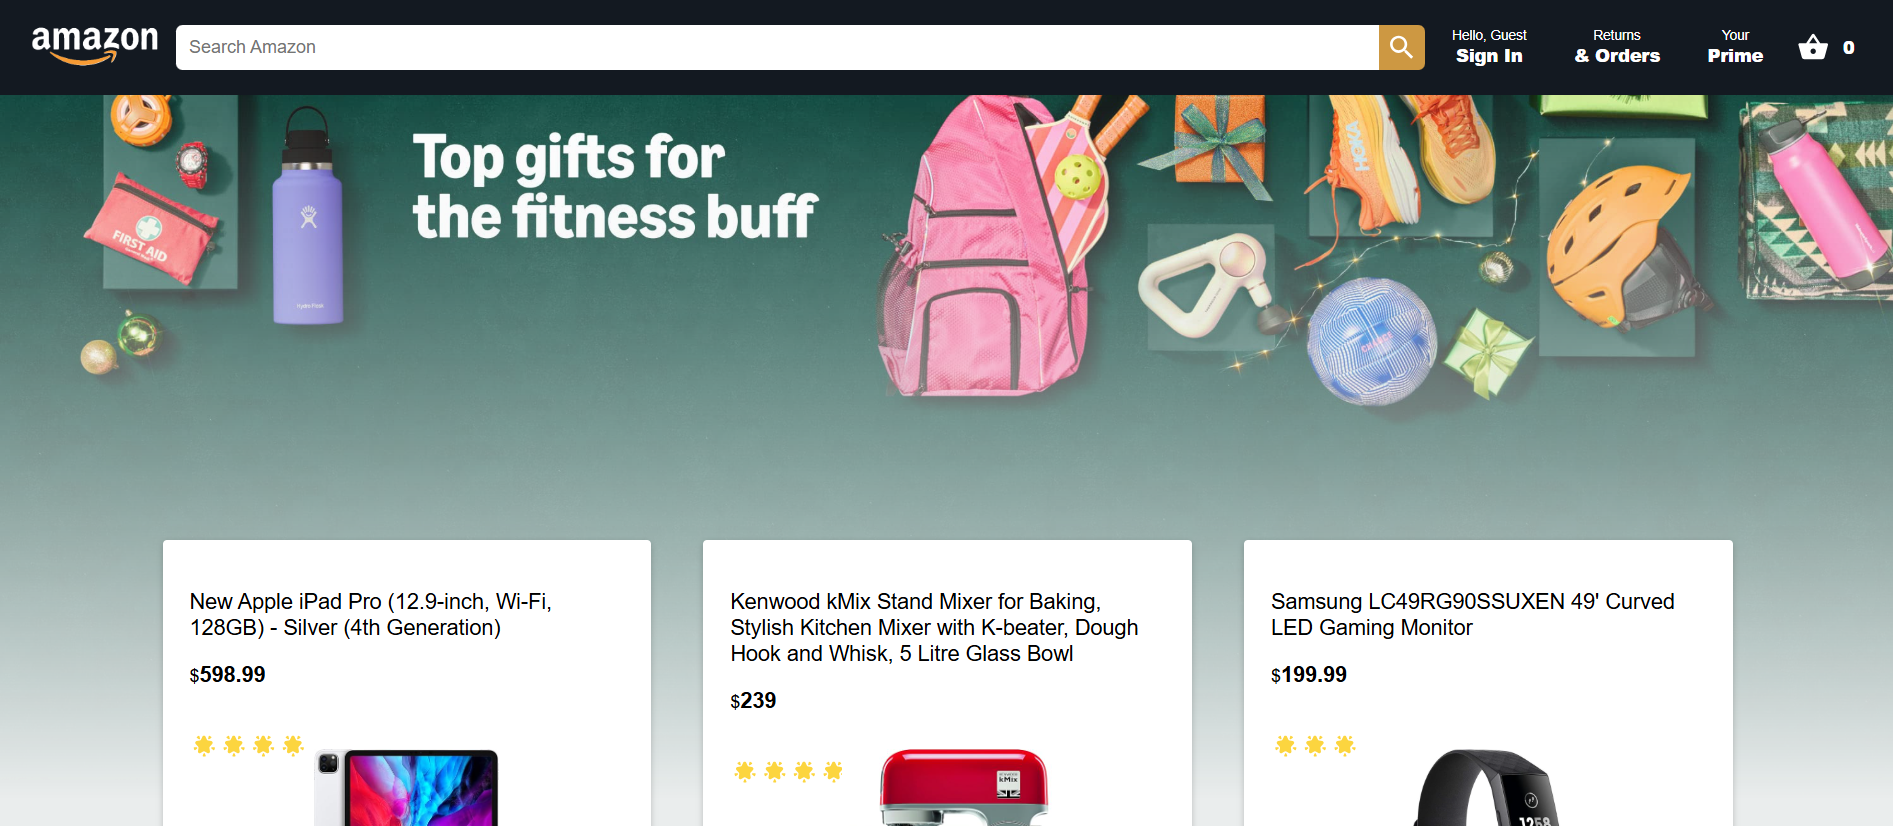 amazon
Search Amazon
Hello, Guest
Sign In
Returns
& Orders
Your
Prime
0
Top gifts for
the fitness buff
FIRST AID
Hydro Flask
HOKA
New Apple iPad Pro (12.9-inch, Wi-Fi,
128GB) - Silver (4th Generation)
$598.99
Kenwood kMix Stand Mixer for Baking,
Stylish Kitchen Mixer with K-beater, Dough
Hook and Whisk, 5 Litre Glass Bowl
$239
kMix
Samsung LC49RG90SSUXEN 49' Curved
LED Gaming Monitor
$199.99
1258